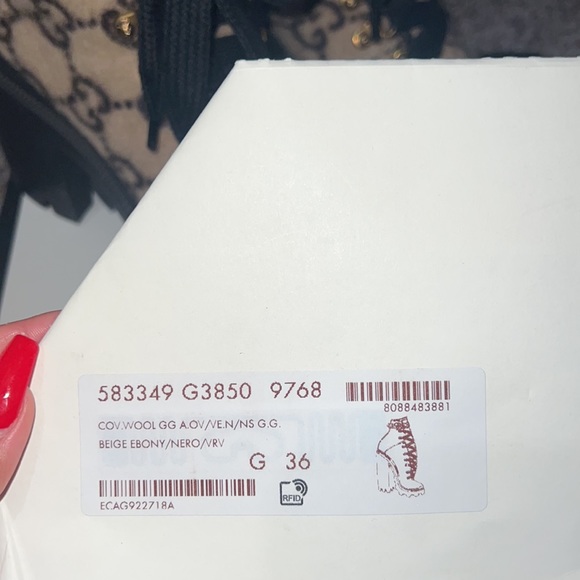 583349 G3850 9768
8088483881
COV.WOOL GG A.OV/VE.N/NS G.G.
BEIGE EBONY/NERO/VRV
G 36
ECAG922718A
RFID